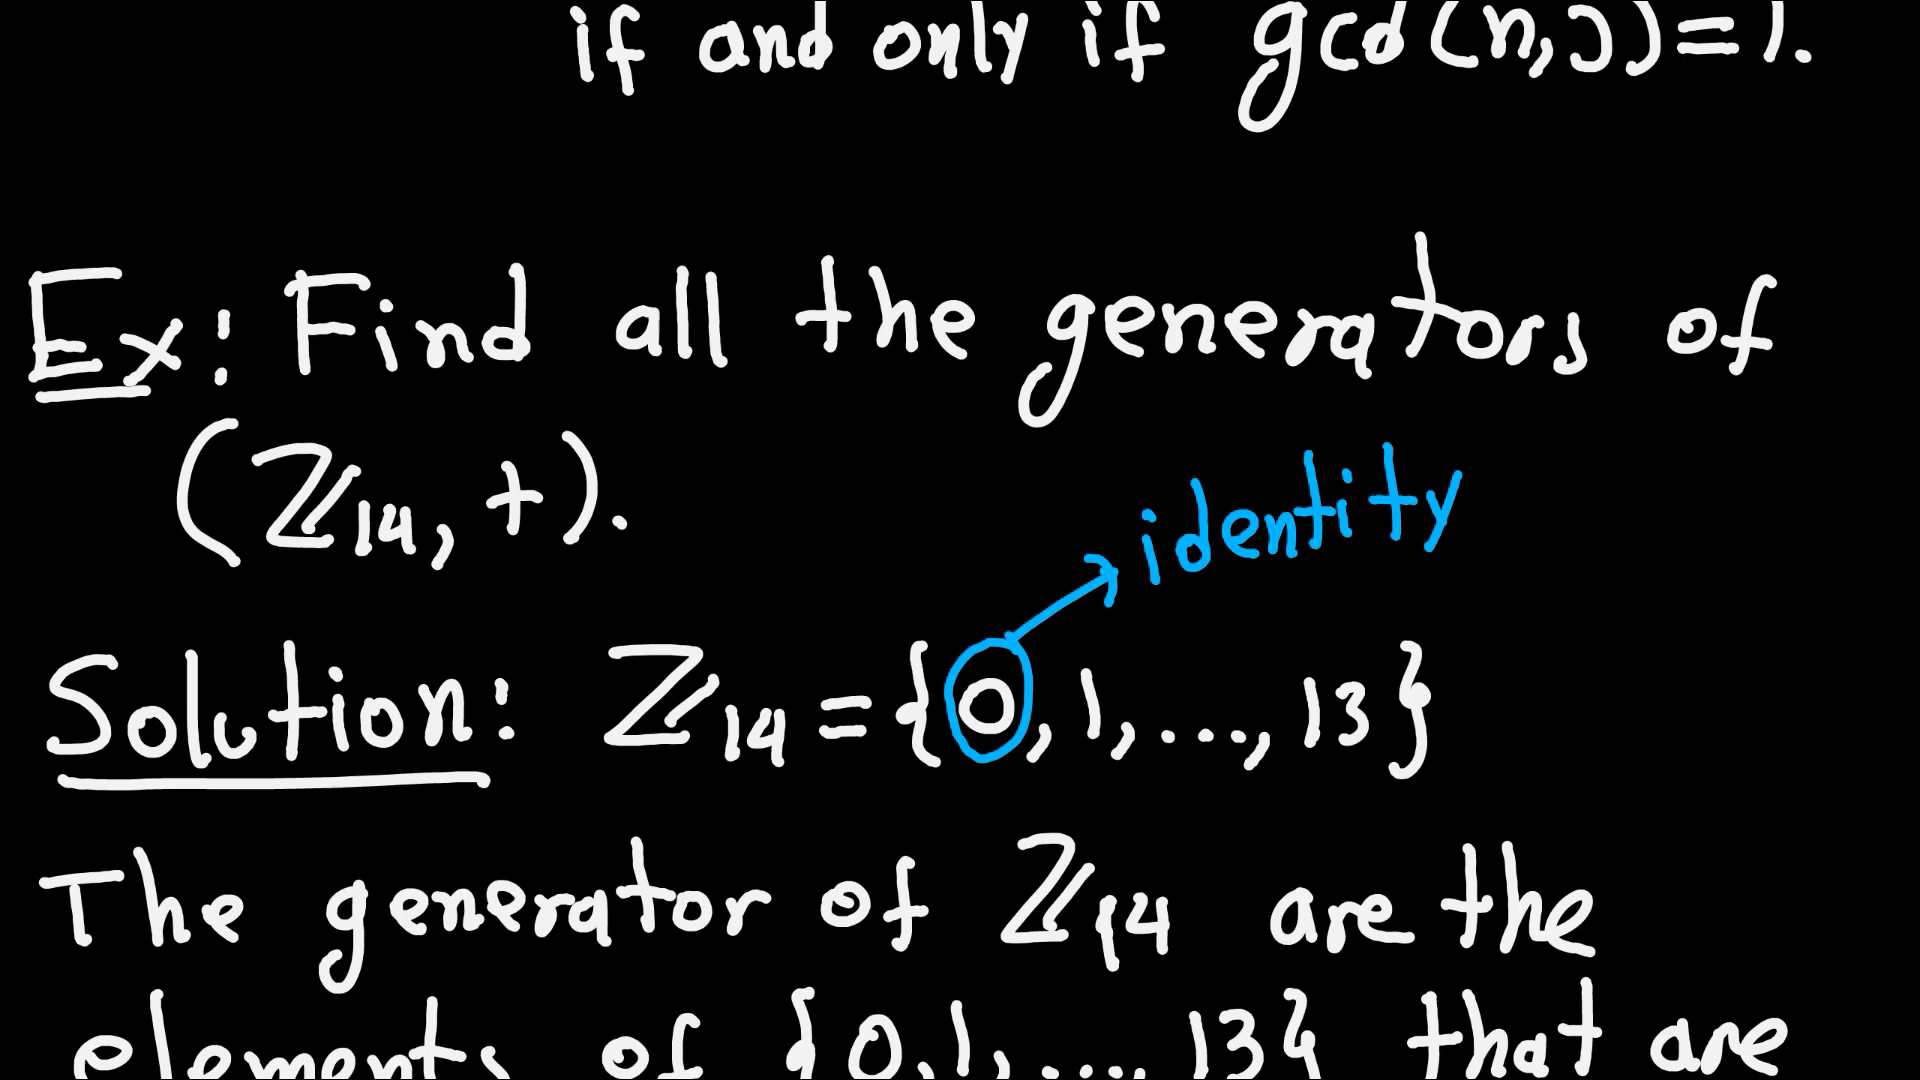 if and only if gcd(n,j)=1.
Ex: Find all the generators of
(ℤ14, +).
identity
Solution: ℤ14 = {0, 1, ..., 13}
The generator of ℤ14 are the
elements of {0, 1, ..., 13} that are